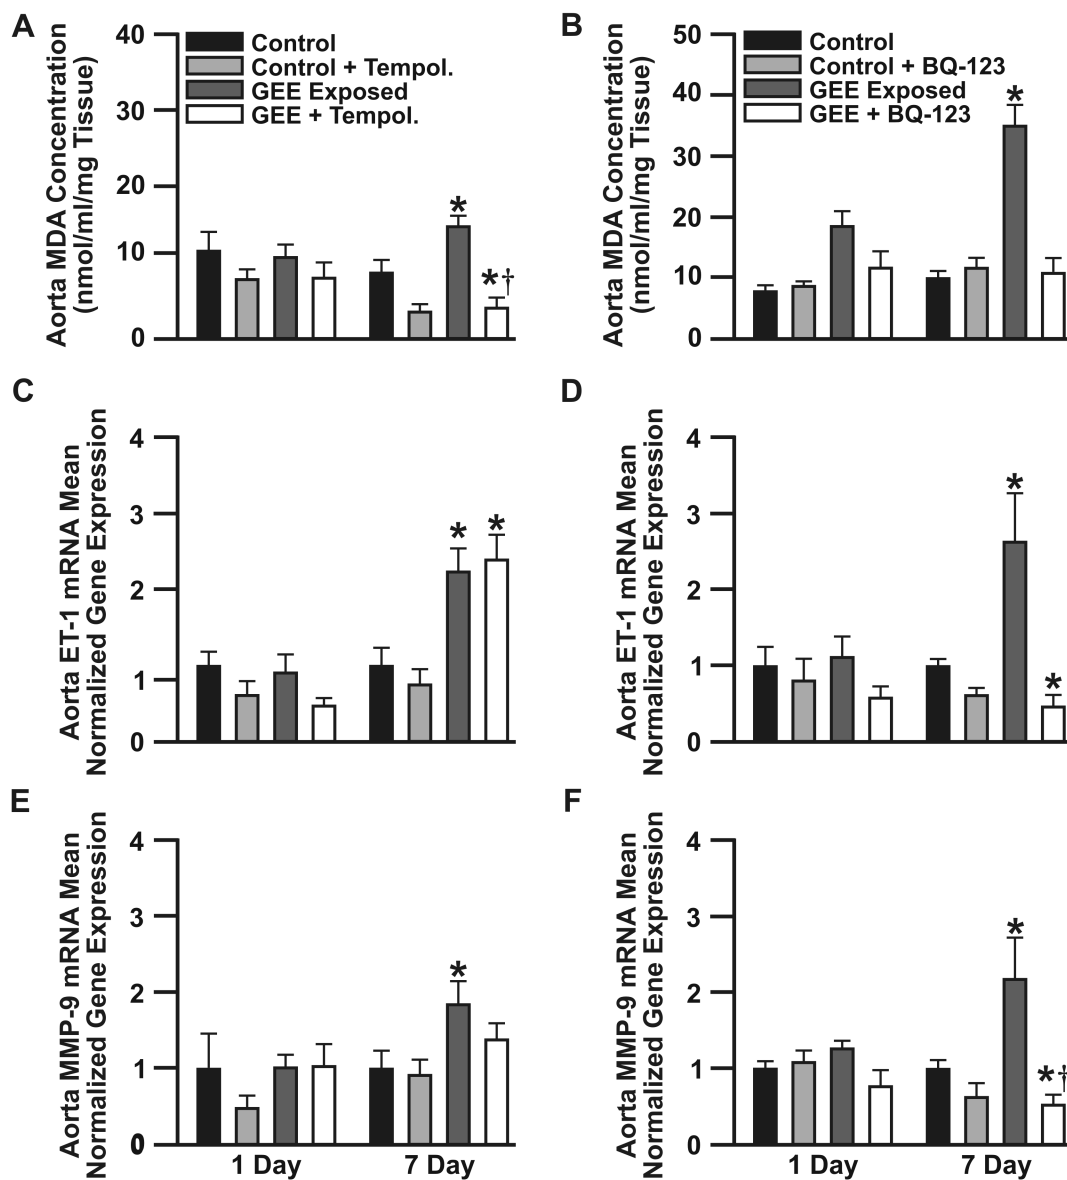 A
Aorta MDA Concentration
(nmol/ml/mg Tissue)
40
30
20
10
0
Control
Control + Tempol.
GEE Exposed
GEE + Tempol.
*
*†
B
Aorta MDA Concentration
(nmol/ml/mg Tissue)
50
40
30
20
10
0
Control
Control + BQ-123
GEE Exposed
GEE + BQ-123
*
C
Aorta ET-1 mRNA Mean
Normalized Gene Expression
4
3
2
1
0
*
*
D
Aorta ET-1 mRNA Mean
Normalized Gene Expression
4
3
2
1
0
*
*
E
Aorta MMP-9 mRNA Mean
Normalized Gene Expression
4
3
2
1
0
*
1 Day
7 Day
F
Aorta MMP-9 mRNA Mean
Normalized Gene Expression
4
3
2
1
0
*
*†
1 Day
7 Day